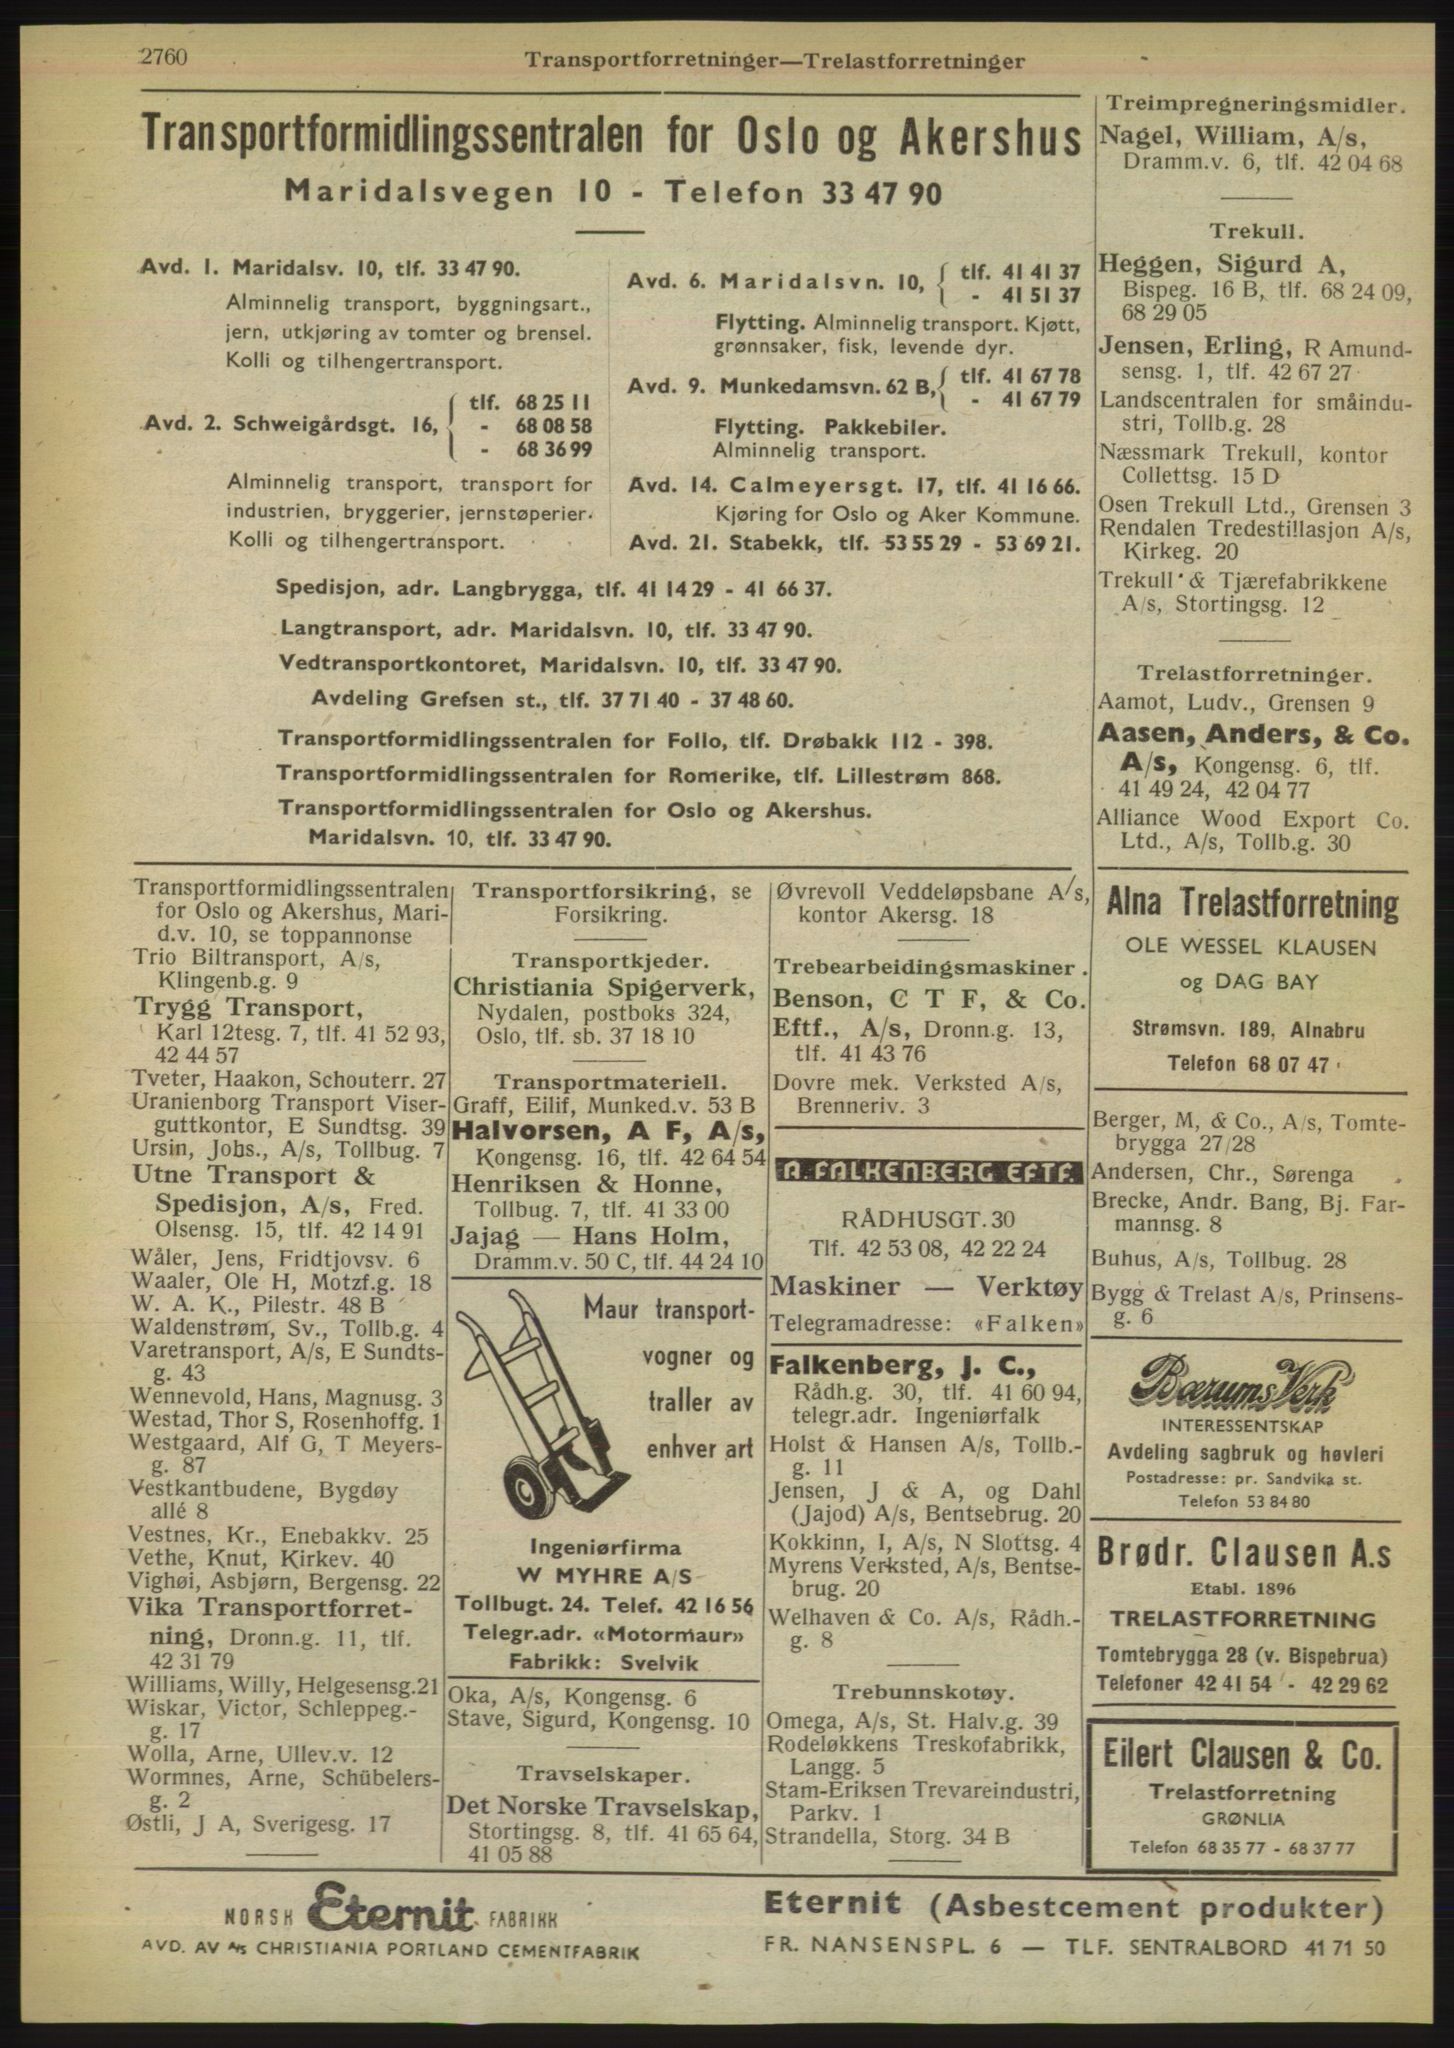 2760
Transportforretninger—Trelastforretninger
Transportformidlingssentralen for Oslo og Akershus
Maridalsvegen 10 - Telefon 33 47 90
Avd. 1. Maridalsv. 10, tlf. 33 47 90.
Alminnelig transport, byggningsart.,
jern, utkjøring av tomter og brensel.
Kolli og tilhengertransport.
Avd. 2. Schweigårdsgt. 16,
tlf. 68 25 11
- 68 08 58
- 68 36 99
Alminnelig transport, transport for
industrien, bryggerier, jernstøperier.
Kolli og tilhengertransport.
Avd. 6. Maridalsvn. 10,
tlf. 41 41 37
- 41 51 37
Flytting. Alminnelig transport. Kjøtt,
grønnsaker, fisk, levende dyr.
Avd. 9. Munkedamsvn. 62 B,
tlf. 41 67 78
- 41 67 79
Flytting. Pakkebiler.
Alminnelig transport.
Avd. 14. Calmeyersgt. 17, tlf. 41 16 66.
Kjøring for Oslo og Aker Kommune.
Avd. 21. Stabekk, tlf. 53 55 29 - 53 69 21.
Spedisjon, adr. Langbrygga, tlf. 41 14 29 - 41 66 37.
Langtransport, adr. Maridalsvn. 10, tlf. 33 47 90.
Vedtransportkontoret, Maridalsvn. 10, tlf. 33 47 90.
Avdeling Grefsen st., tlf. 37 71 40 - 37 48 60.
Transportformidlingssentralen for Follo, tlf. Drøbakk 112 - 398.
Transportformidlingssentralen for Romerike, tlf. Lillestrøm 868.
Transportformidlingssentralen for Oslo og Akershus.
Maridalsvn. 10, tlf. 33 47 90.
Transportformidlingssentralen
for Oslo og Akershus, Mari-
d.v. 10, se toppannonse
Trio Biltransport, A/s,
Klingenb.g. 9
Trygg Transport,
Karl 12tesg. 7, tlf. 41 52 93,
42 44 57
Tveter, Haakon, Schouterr. 27
Uranienborg Transport Viser-
guttkontor, E Sundtsg. 39
Ursin, Johs., A/s, Tollbug. 7
Utne Transport &
Spedisjon, A/s, Fred.
Olsensg. 15, tlf. 42 14 91
Wåler, Jens, Fridtjovsv. 6
Waaler, Ole H, Motzf.g. 18
W. A. K., Pilestr. 48 B
Waldenstrøm, Sv., Tollb.g. 4
Varetransport, A/s, E Sundts-
g. 43
Wennevold, Hans, Magnusg. 3
Westad, Thor S, Rosenhoffg. 1
Westgaard, Alf G, T Meyers-
g. 87
Vestkantbudene, Bygdøy
allé 8
Vestnes, Kr., Enebakkv. 25
Vethe, Knut, Kirkev. 40
Vighøi, Asbjørn, Bergensg. 22
Vika Transportforret-
ning, Dronn.g. 11, tlf.
42 31 79
Williams, Willy, Helgesensg.21
Wiskar, Victor, Schleppeg.-
g. 17
Wolla, Arne, Ullev.v. 12
Wormnes, Arne, Schübelers-
g. 2
Østli, J A, Sverigesg. 17
Transportforsikring, se
Forsikring.
Transportkjeder.
Christiania Spigerverk,
Nydalen, postboks 324,
Oslo, tlf. sb. 37 18 10
Transportmateriell.
Graff, Eilif, Munked.v. 53 B
Halvorsen, A F, A/s,
Kongensg. 16, tlf. 42 64 54
Henriksen & Honne,
Tollbug. 7, tlf. 41 33 00
Jajag — Hans Holm,
Dramm.v. 50 C, tlf. 44 24 10
Maur transport-
vogner og
traller av
enhver art
Ingeniørfirma
W MYHRE A/S
Tollbugt. 24. Telef. 42 16 56
Telegr.adr. «Motormaur»
Fabrikk: Svelvik
Oka, A/s, Kongensg. 6
Stave, Sigurd, Kongensg. 10
Travselskaper.
Det Norske Travselskap,
Stortingsg. 8, tlf. 41 65 64,
41 05 88
Øvrevoll Veddeløpsbane A/s,
kontor Akersg. 18
Trebearbeidingsmaskiner.
Benson, C T F, & Co.
Eftf., A/s, Dronn.g. 13,
tlf. 41 43 76
Dovre mek. Verksted A/s,
Brenneriv. 3
A. FALKENBERG EFTF.
RÅDHUSGT. 30
Tlf. 42 53 08, 42 22 24
Maskiner — Verktøy
Telegramadresse: «Falken»
Falkenberg, J. C.,
Rådh.g. 30, tlf. 41 60 94,
telegr.adr. Ingeniørfalk
Holst & Hansen A/s, Tollb.-
g. 11
Jensen, J & A, og Dahl
(Jajod) A/s, Bentsebrug. 20
Kokkinn, I, A/s, N Slottsg. 4
Myrens Verksted, A/s, Bentse-
brug. 20
Welhaven & Co. A/s, Rådh.-
g. 8
Trebunnskotøy.
Omega, A/s, St. Halv.g. 39
Rodeløkkens Treskofabrikk,
Langg. 5
Stam-Eriksen Trevareindustri,
Parkv. 1
Strandella, Storg. 34 B
Treimpregneringsmidler.
Nagel, William, A/s,
Dramm.v. 6, tlf. 42 04 68
Trekull.
Heggen, Sigurd A,
Bispeg. 16 B, tlf. 68 24 09,
68 29 05
Jensen, Erling, R Amund-
sensg. 1, tlf. 42 67 27
Landscentralen for småindu-
stri, Tollb.g. 28
Næssmark Trekull, kontor
Collettsg. 15 D
Osen Trekull Ltd., Grensen 3
Rendalen Tredestillasjon A/s,
Kirkeg. 20
Trekull & Tjærefabrikkene
A/s, Stortingsg. 12
Trelastforretninger.
Aamot, Ludv., Grensen 9
Aasen, Anders, & Co.
A/s, Kongensg. 6, tlf.
41 49 24, 42 04 77
Alliance Wood Export Co.
Ltd., A/s, Tollb.g. 30
Alna Trelastforretning
OLE WESSEL KLAUSEN
og DAG BAY
Strømsvn. 189, Alnabru
Telefon 68 07 47
Berger, M, & Co., A/s, Tomte-
brygga 27/28
Andersen, Chr., Sørenga
Brecke, Andr. Bang, Bj. Far-
mannsg. 8
Buhus, A/s, Tollbug. 28
Bygg & Trelast A/s, Prinsens-
g. 6
Bærums Verk
INTERESSENTSKAP
Avdeling sagbruk og høvleri
Postadresse: pr. Sandvika st.
Telefon 53 84 80
Brødr. Clausen A.s
Etabl. 1896
TRELASTFORRETNING
Tomtebrygga 28 (v. Bispebrua)
Telefoner 42 41 54 - 42 29 62
Eilert Clausen & Co.
Trelastforretning
GRØNLIA
Telefon 68 35 77 - 68 37 77
NORSK Eternit FABRIKK
AVD. AV A/S CHRISTIANIA PORTLAND CEMENTFABRIK
Eternit (Asbestcement produkter)
FR. NANSENSPL. 6 — TLF. SENTRALBORD 41 71 50